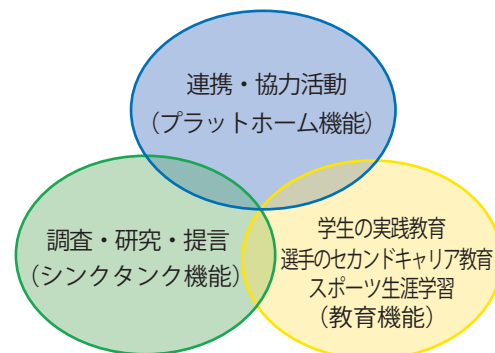 連携・協力活動
（プラットホーム機能）
調査・研究・提言
（シンクタンク機能）
学生の実践教育
選手のセカンドキャリア教育
スポーツ生涯学習
（教育機能）